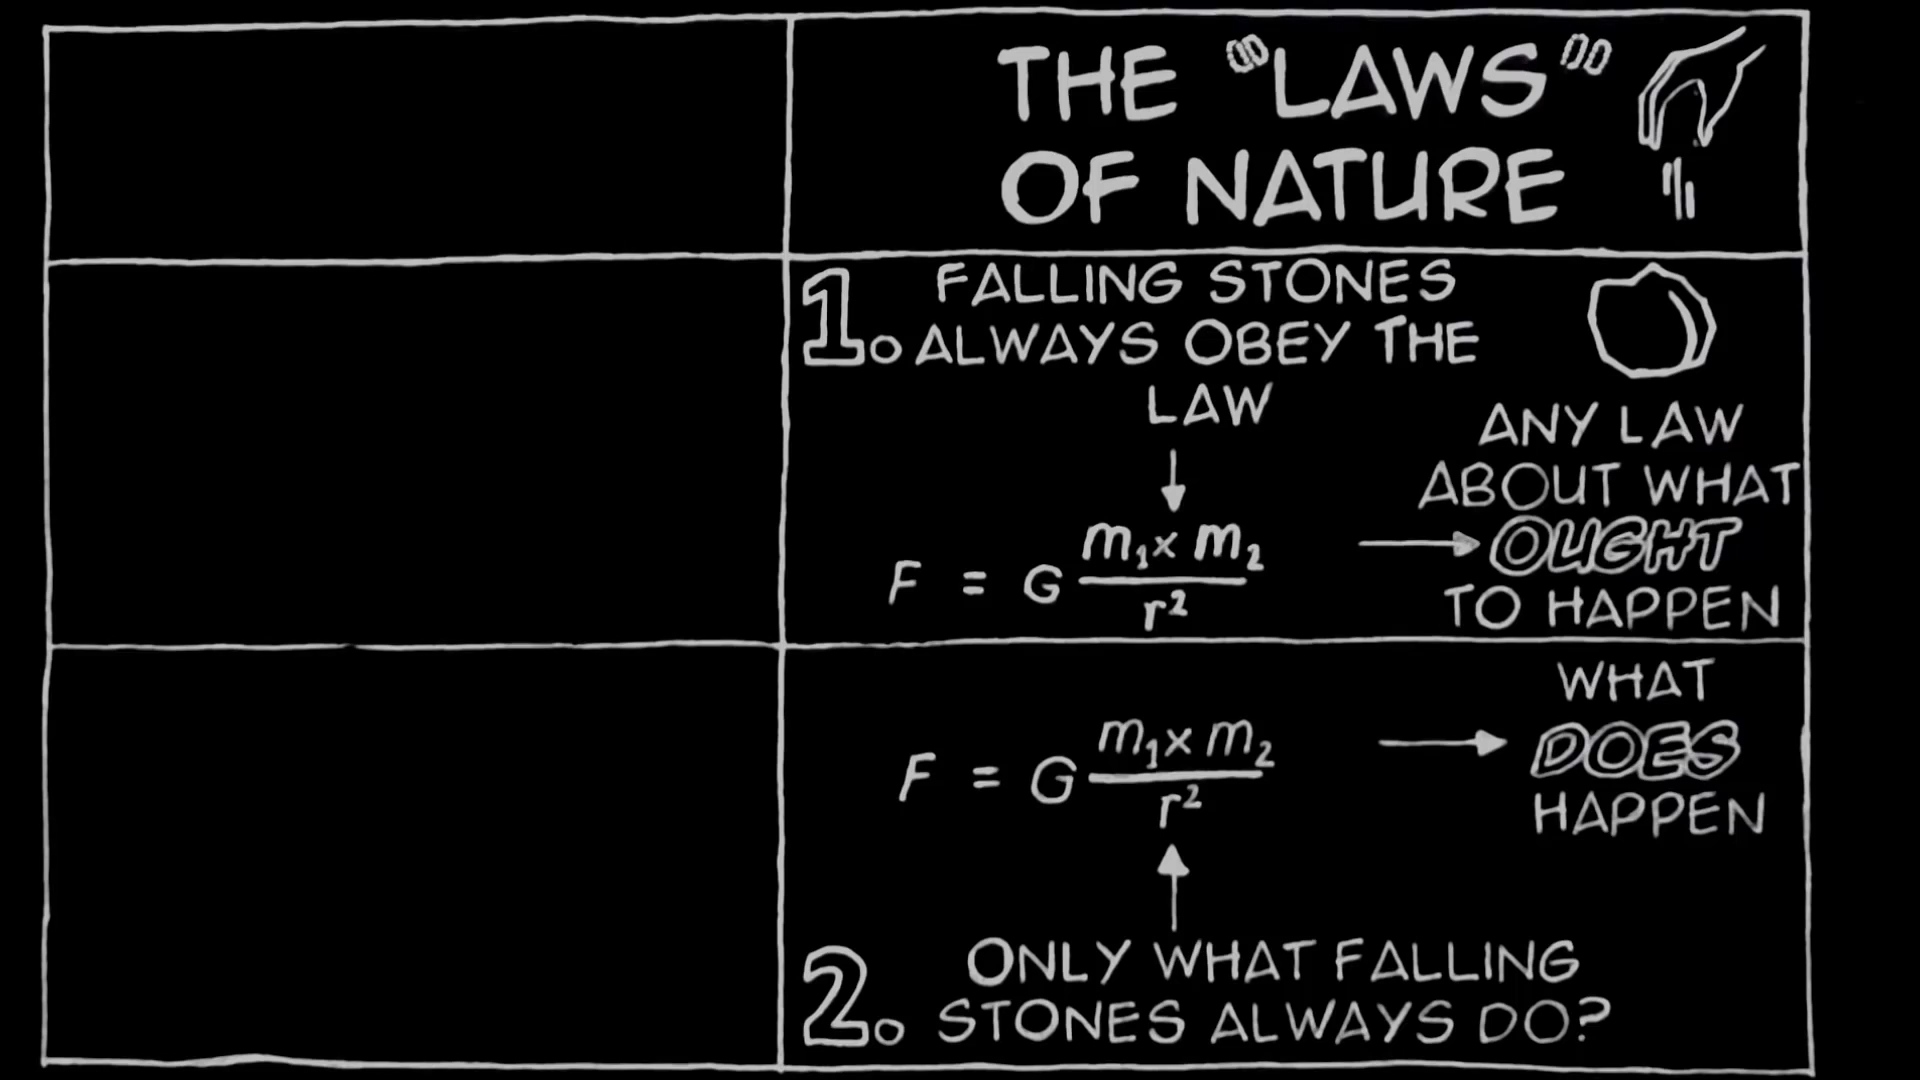 THE "LAWS"
OF NATURE
1. FALLING STONES
ALWAYS OBEY THE
LAW
F = G m₁ x m₂ / r²
ANY LAW
ABOUT WHAT
OUGHT
TO HAPPEN
F = G m₁ x m₂ / r²
WHAT
DOES
HAPPEN
2. ONLY WHAT FALLING
STONES ALWAYS DO?